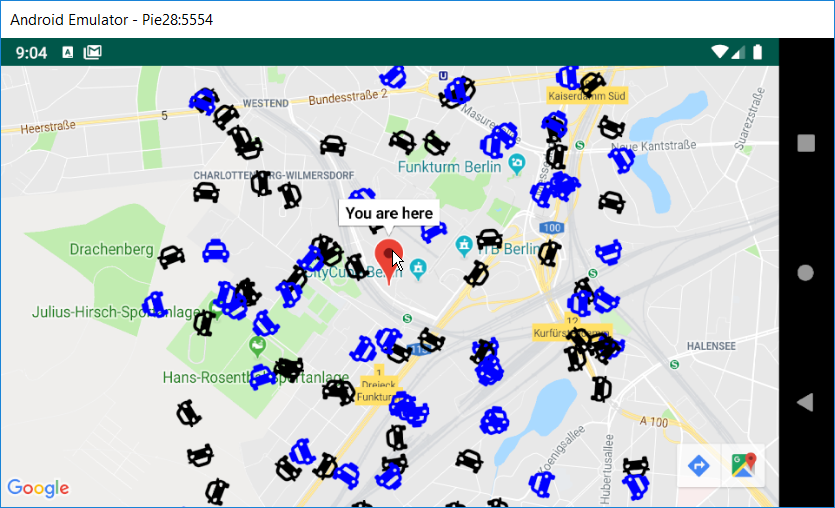 Android Emulator - Pie28:5554
9:04
A
U
WESTEND
Bundesstraße 2
Kaiserdamm Süd
Heerstraße
5
Masurenallee
Suarezstraße
Neue Kantstraße
S
Funkturm Berlin
CHARLOTTENBURG-WILMERSDORF
You are here
100
Drachenberg
ITB Berlin
CityCube Berlin
S
Julius-Hirsch-Sportanlage
S
12
Kurfürstendamm
HALENSEE
S
1
Dreieck
Funkturm
Hans-Rosenthal-Sportanlage
A 100
Koenigsallee
Hubertusallee
Google